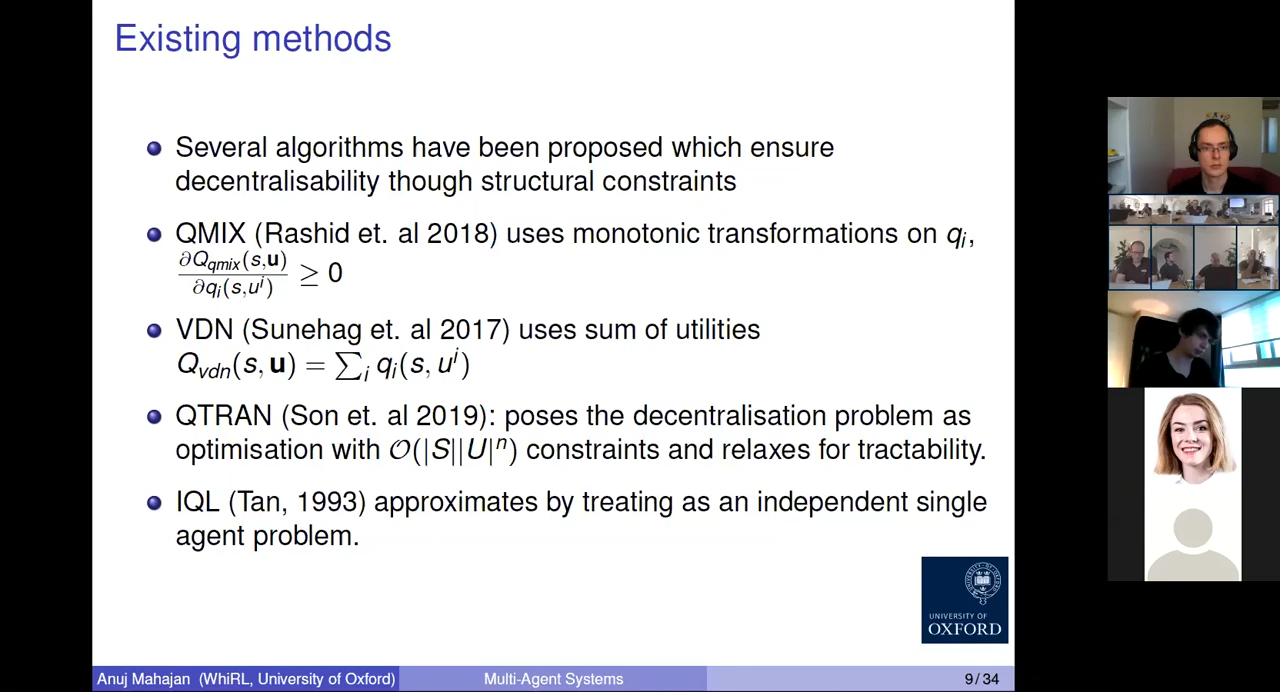 Existing methods
Several algorithms have been proposed which ensure
decentralisability though structural constraints
QMIX (Rashid et. al 2018) uses monotonic transformations on qᵢ,
∂Q_qmix(s,u)/∂qᵢ(s,uⁱ) ≥ 0
VDN (Sunehag et. al 2017) uses sum of utilities
Q_vdn(s, u) = ∑ᵢ qᵢ(s, uⁱ)
QTRAN (Son et. al 2019): poses the decentralisation problem as
optimisation with 𝒪(|S||U|ⁿ) constraints and relaxes for tractability.
IQL (Tan, 1993) approximates by treating as an independent single
agent problem.
UNIVERSITY OF
OXFORD
Anuj Mahajan (WhiRL, University of Oxford)
Multi-Agent Systems
9 / 34